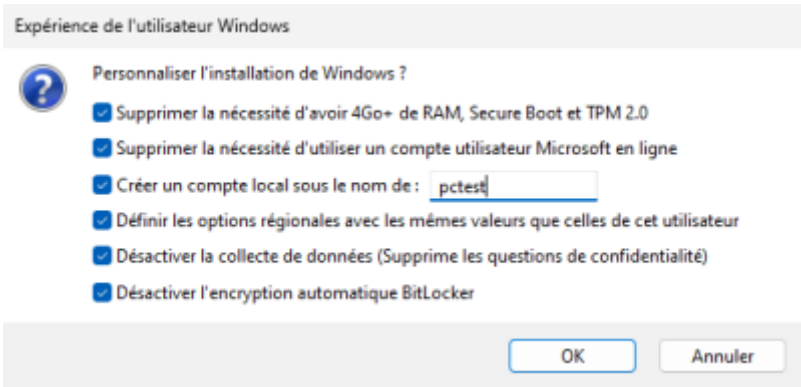 Expérience de l'utilisateur Windows
Personnaliser l'installation de Windows ?
Supprimer la nécessité d'avoir 4Go+ de RAM, Secure Boot et TPM 2.0
Supprimer la nécessité d'utiliser un compte utilisateur Microsoft en ligne
Créer un compte local sous le nom de : pctest
Définir les options régionales avec les mêmes valeurs que celles de cet utilisateur
Désactiver la collecte de données (Supprime les questions de confidentialité)
Désactiver l'encryption automatique BitLocker
OK Annuler